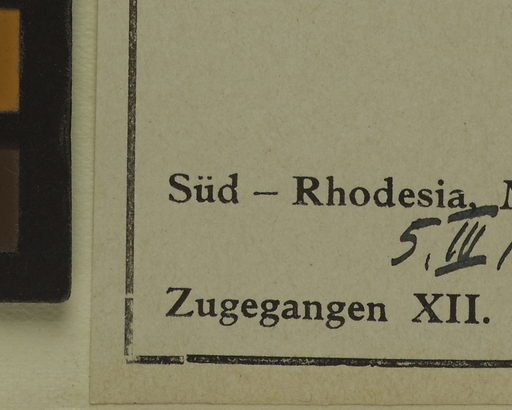 Süd – Rhodesia,
5. III
Zugegangen XII.